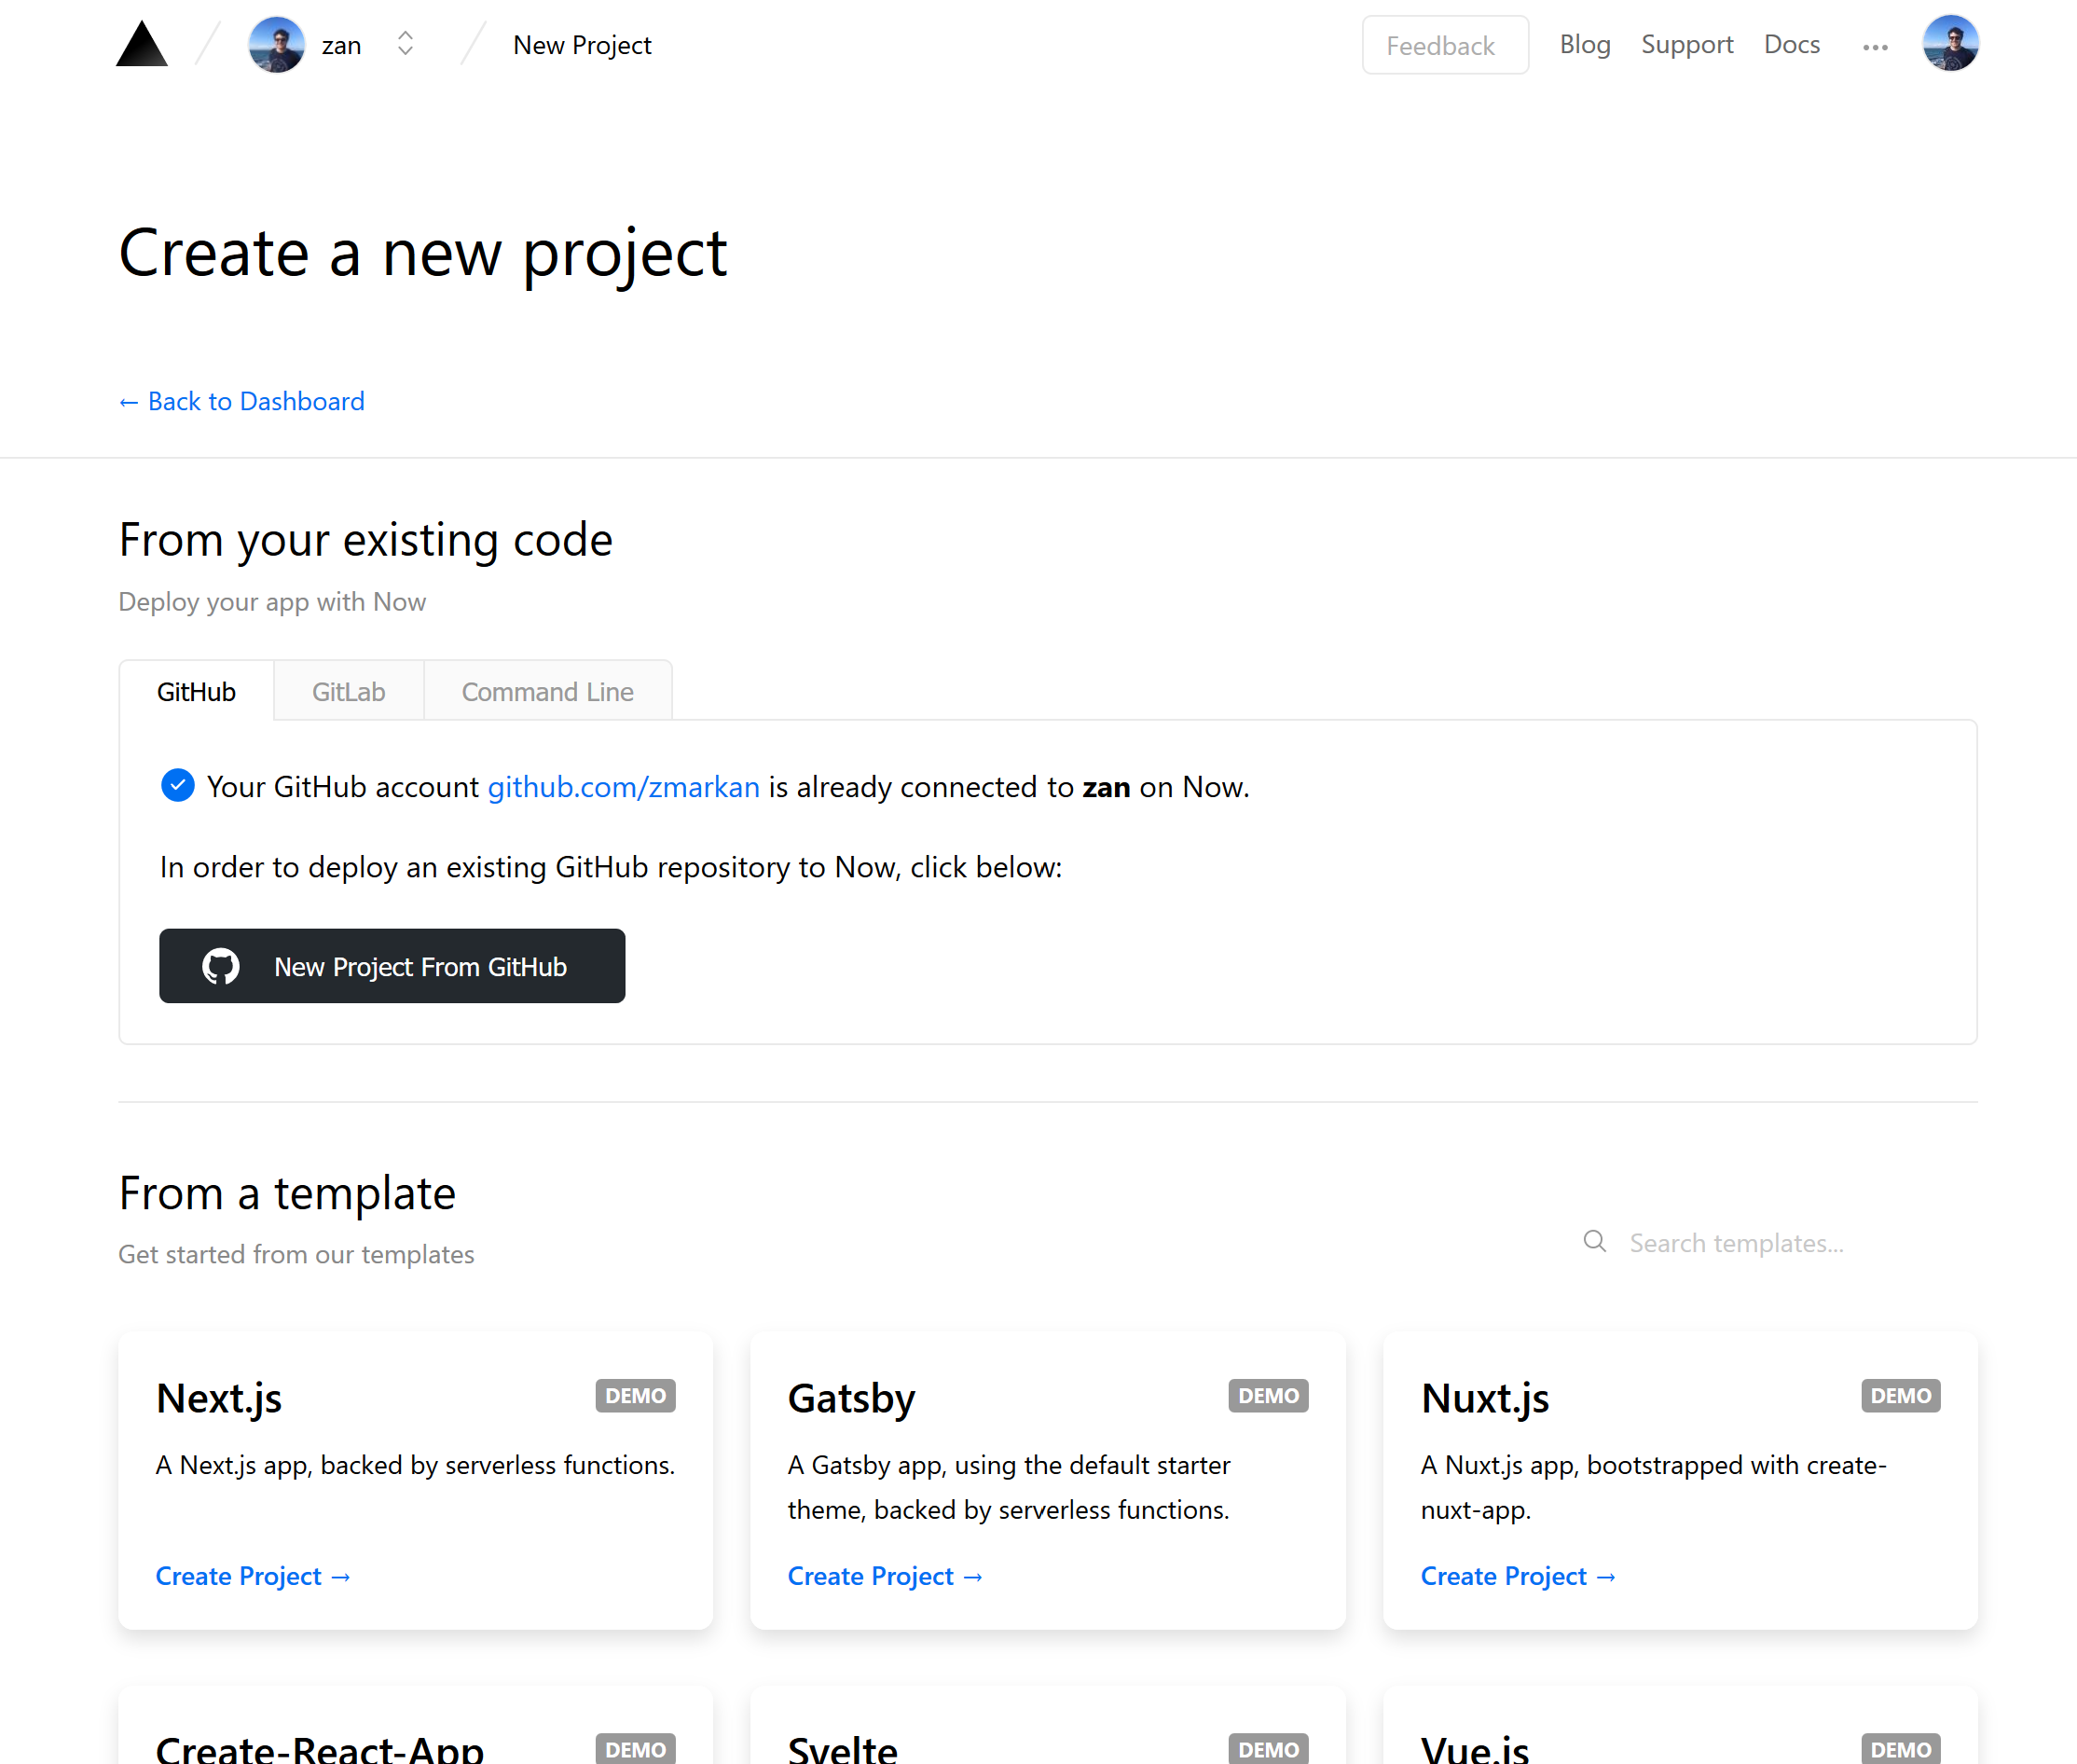 zan
New Project
Feedback
Blog
Support
Docs
Create a new project
← Back to Dashboard
From your existing code
Deploy your app with Now
GitHub
GitLab
Command Line
Your GitHub account github.com/zmarkan is already connected to zan on Now.
In order to deploy an existing GitHub repository to Now, click below:
New Project From GitHub
From a template
Get started from our templates
Search templates...
Next.js
DEMO
A Next.js app, backed by serverless functions.
Create Project →
Gatsby
DEMO
A Gatsby app, using the default starter
theme, backed by serverless functions.
Create Project →
Nuxt.js
DEMO
A Nuxt.js app, bootstrapped with create-
nuxt-app.
Create Project →
Create-React-App
DEMO
Svelte
DEMO
Vue.js
DEMO